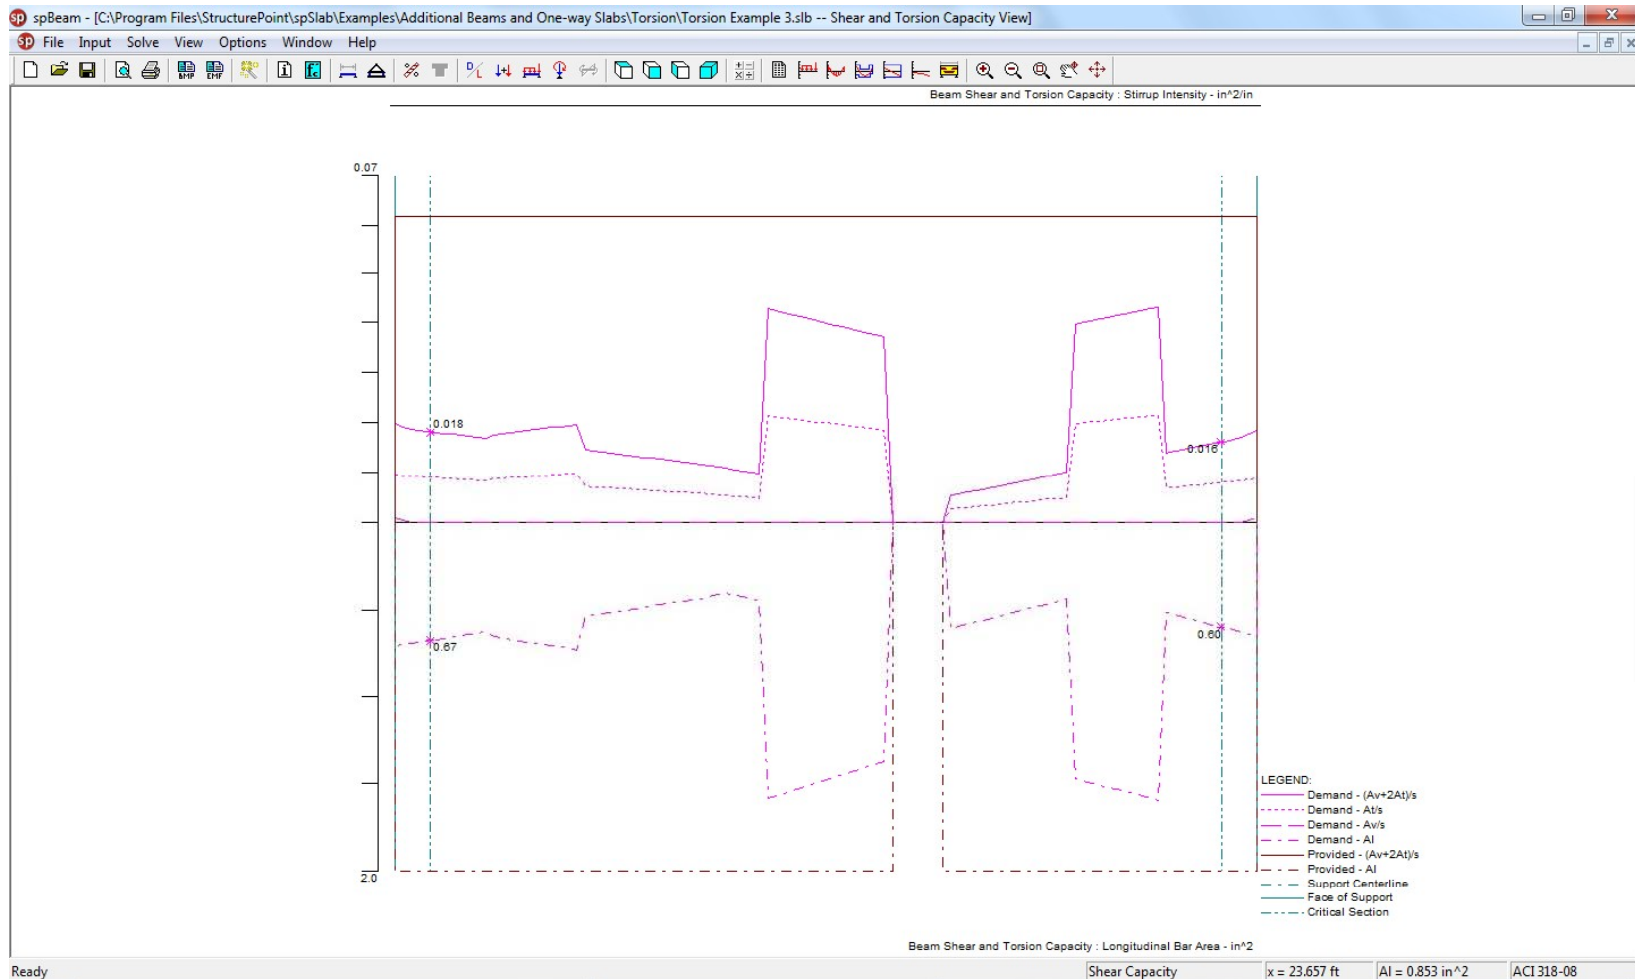 spBeam - [C:\Program Files\StructurePoint\spSlab\Examples\Additional Beams and One-way Slabs\Torsion\Torsion Example 3.slb -- Shear and Torsion Capacity View]
File Input Solve View Options Window Help
Beam Shear and Torsion Capacity : Stirrup Intensity - in^2/in
0.07
0.018
0.016
0.67
0.60
2.0
LEGEND:
Demand - (Av+2At)/s
Demand - At/s
Demand - Av/s
Demand - Al
Provided - (Av+2At)/s
Provided - Al
Support Centerline
Face of Support
Critical Section
Beam Shear and Torsion Capacity : Longitudinal Bar Area - in^2
Ready Shear Capacity x = 23.657 ft Al = 0.853 in^2 ACI 318-08